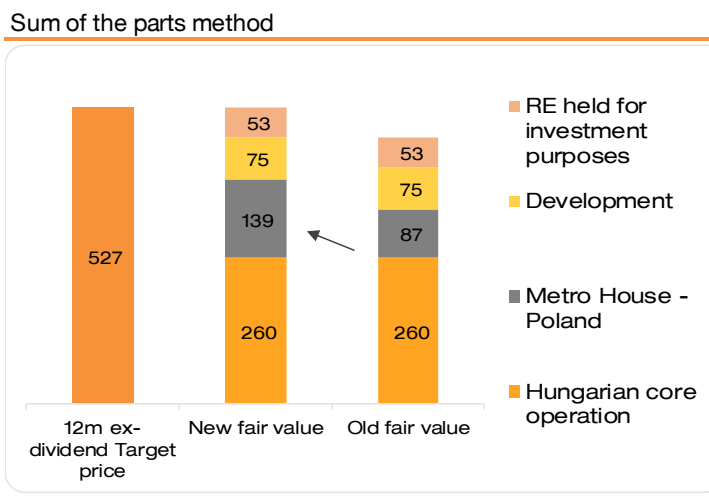 Sum of the parts method
53
75
139
260
527
53
75
87
260
RE held for
investment
purposes
Development
Metro House -
Poland
Hungarian core
operation
12m ex-
dividend Target
price
New fair value
Old fair value